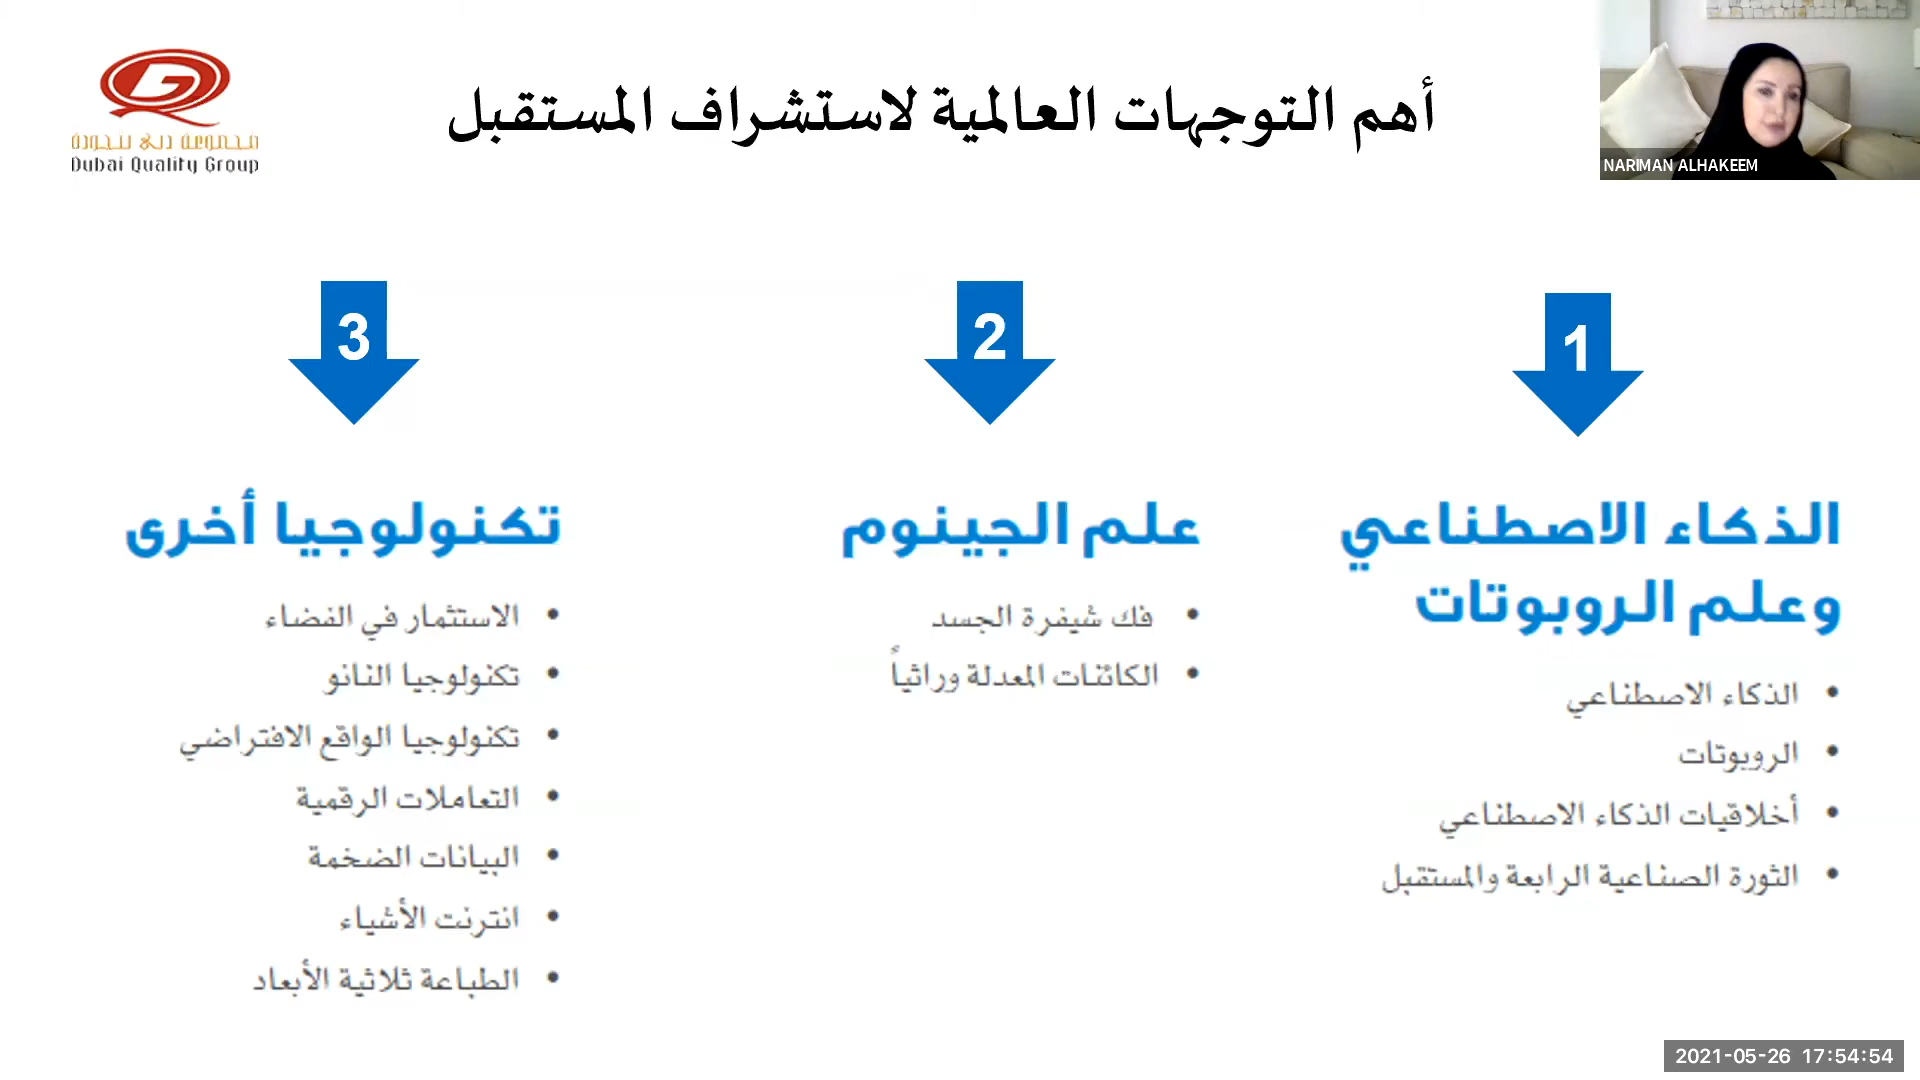 مجموعة دبي للجودة
Dubai Quality Group
أهم التوجهات العالمية لاستشراف المستقبل
NARIMAN ALHAKEEM
1
الذكاء الاصطناعي
وعلم الروبوتات
• الذكاء الاصطناعي
• الروبوتات
• أخلاقيات الذكاء الاصطناعي
• الثورة الصناعية الرابعة والمستقبل
2
علم الجينوم
• فك شيفرة الجسد
• الكائنات المعدلة وراثياً
3
تكنولوجيا أخرى
• الاستثمار في الفضاء
• تكنولوجيا النانو
• تكنولوجيا الواقع الافتراضي
• التعاملات الرقمية
• البيانات الضخمة
• انترنت الأشياء
• الطباعة ثلاثية الأبعاد
2021-05-26 17:54:54